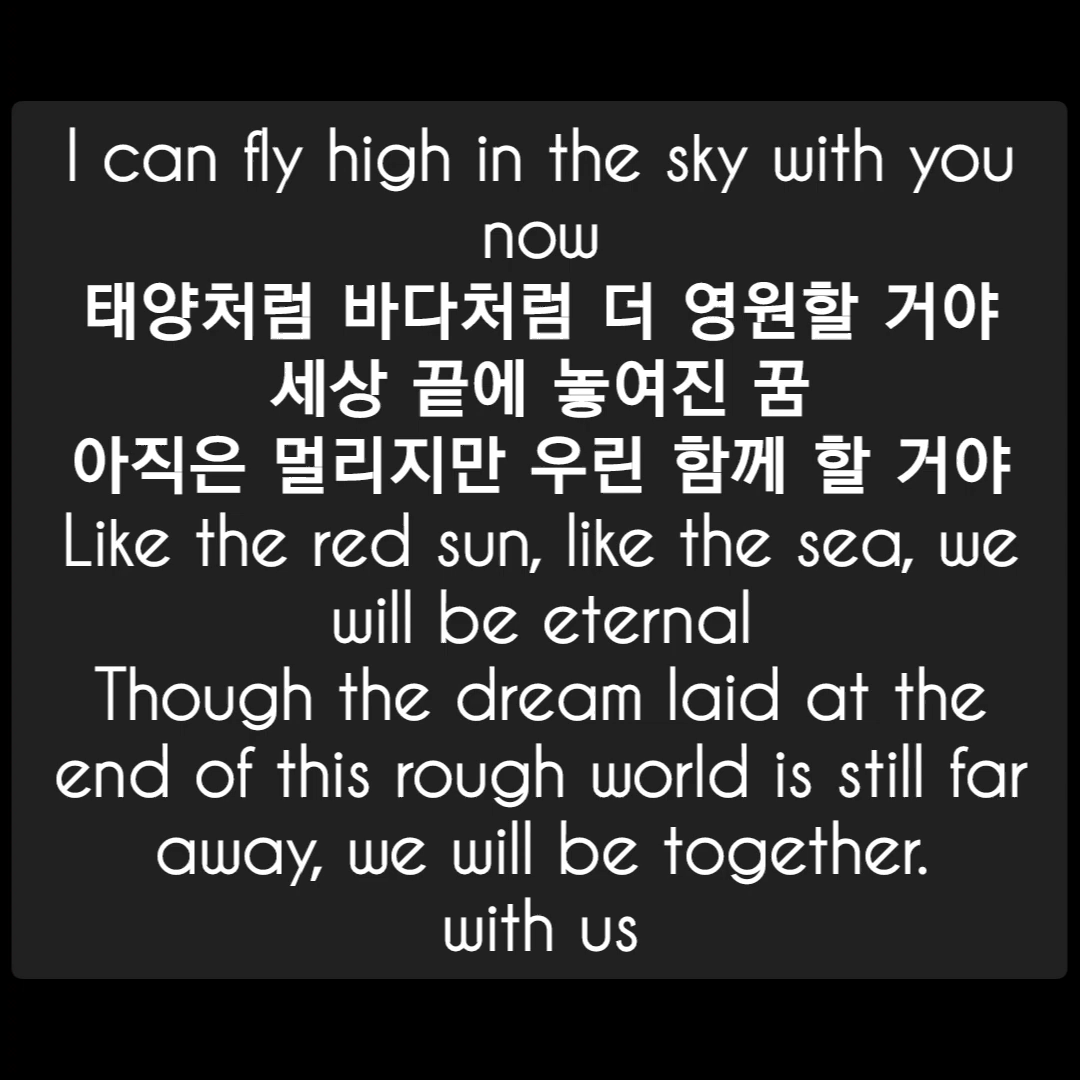 I can fly high in the sky with you
now
태양처럼 바다처럼 더 영원할 거야
세상 끝에 놓여진 꿈
아직은 멀리지만 우린 함께 할 거야
Like the red sun, like the sea, we
will be eternal
Though the dream laid at the
end of this rough world is still far
away, we will be together.
with us